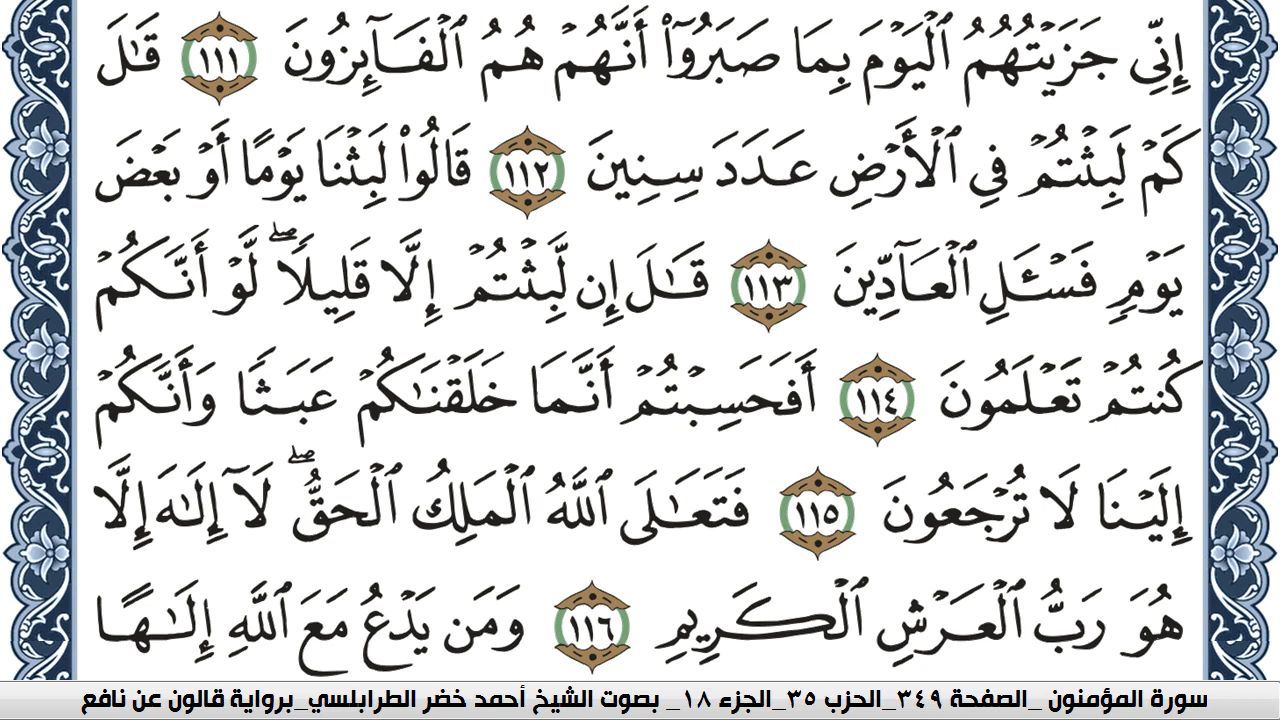 إِنِّي جَزَيْتُهُمُ ٱلْيَوْمَ بِمَا صَبَرُوٓاْ أَنَّهُمْ هُمُ ٱلْفَآئِزُونَ ١١١ قَٰلَ
كَمْ لَبِثْتُمْ فِي ٱلْأَرْضِ عَدَدَ سِنِينَ ١١٢ قَالُواْ لَبِثْنَا يَوْمًا أَوْ بَعْضَ
يَوْمٍ فَسْـَٔلِ ٱلْعَآدِّينَ ١١٣ قَٰلَ إِن لَّبِثْتُمْ إِلَّا قَلِيلًاۖ لَّوْ أَنَّكُمْ
كُنتُمْ تَعْلَمُونَ ١١٤ أَفَحَسِبْتُمْ أَنَّمَا خَلَقْنَٰكُمْ عَبَثًا وَأَنَّكُمْ
إِلَيْنَا لَا تُرْجَعُونَ ١١٥ فَتَعَٰلَى ٱللَّهُ ٱلْمَلِكُ ٱلْحَقُّۖ لَآ إِلَٰهَ إِلَّا
هُوَ رَبُّ ٱلْعَرْشِ ٱلْكَرِيمِ ١١٦ وَمَن يَدْعُ مَعَ ٱللَّهِ إِلَٰهًا
سورة المؤمنون _الصفحة ٣٤٩_الحزب ٣٥_الجزء ١٨_ بصوت الشيخ أحمد خضر الطرابلسي_برواية قالون عن نافع